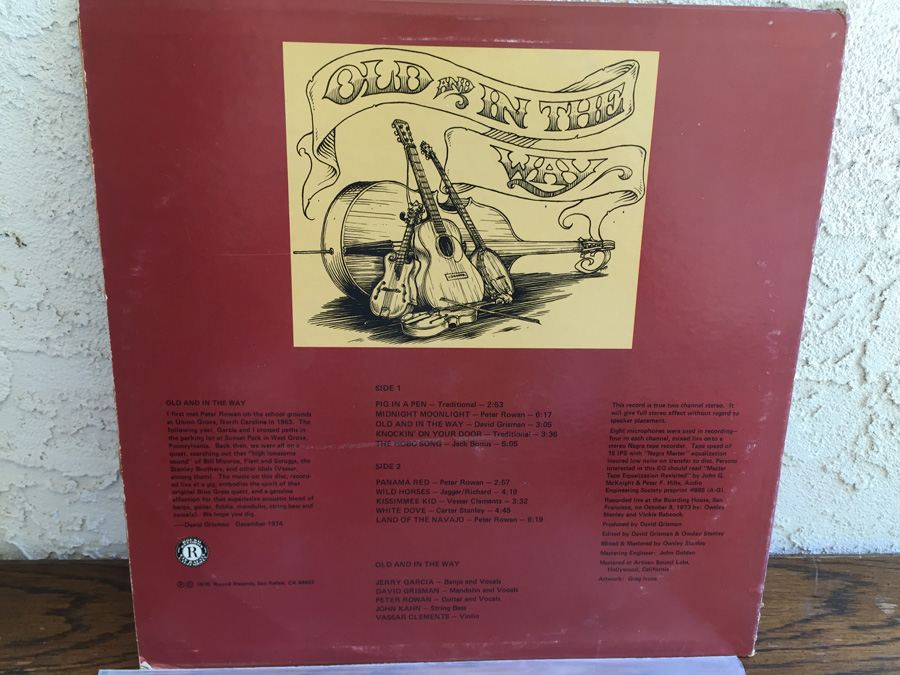 OLD AND IN THE
WAY
OLD AND IN THE WAY
I first met Peter Rowan on the school grounds
at Union Grove, North Carolina in 1963. The
following year, Garcia and I crossed paths in
the parking lot at Sunset Park in West Grove,
Pennsylvania. Back then, we were all on a
quest, searching out that "high lonesome
sound" of Bill Monroe, Flatt and Scruggs, the
Stanley Brothers, and other idols (Vassar,
among them). The music on this disc, record-
ed live at a gig, embodies the spirit of that
original Blue Grass quest, and a genuine
affection for that superlative acoustic blend of
banjo, guitar, fiddle, mandolin, string bass and
voice(s). We hope you dig.
—David Grisman December 1974
R
1975 Round Records, San Rafael, CA
SIDE 1
PIG IN A PEN — Traditional — 2:53
MIDNIGHT MOONLIGHT — Peter Rowan — 6:17
OLD AND IN THE WAY — David Grisman — 3:05
KNOCKIN' ON YOUR DOOR — Traditional — 3:36
THE HOBO SONG — Jack Bonus — 5:05
SIDE 2
PANAMA RED — Peter Rowan — 2:57
WILD HORSES — Jagger/Richard — 4:19
KISSIMMEE KID — Vassar Clements — 3:32
WHITE DOVE — Carter Stanley — 4:48
LAND OF THE NAVAJO — Peter Rowan — 6:19
OLD AND IN THE WAY
JERRY GARCIA — Banjo and Vocals
DAVID GRISMAN — Mandolin and Vocals
PETER ROWAN — Guitar and Vocals
JOHN KAHN — String Bass
VASSAR CLEMENTS — Violin
This record is true two channel stereo. It
will give full stereo effect without regard to
speaker placement.
Eight microphones were used in recording—
four in each channel, mixed live onto a
stereo Nagra tape recorder. Tape speed of
15 IPS with "Nagra Master" equalization
insured low noise on transfer to disc. Persons
interested in this EQ should read "Master
Tape Equalization Revisited" by John G.
McKnight & Peter F. Hills, Audio
Engineering Society preprint
Recorded live at the Boarding House, San
Francisco, on October 8, 1973 by: Owsley
Stanley and Vickie Babcock.
Produced by David Grisman
Edited by David Grisman & Owsley Stanley
Mixed & Mastered by Owsley Stanley
Mastering Engineer: John Golden
Mastered at Artisan Sound Labs,
Hollywood, California
Artwork: Greg Irons